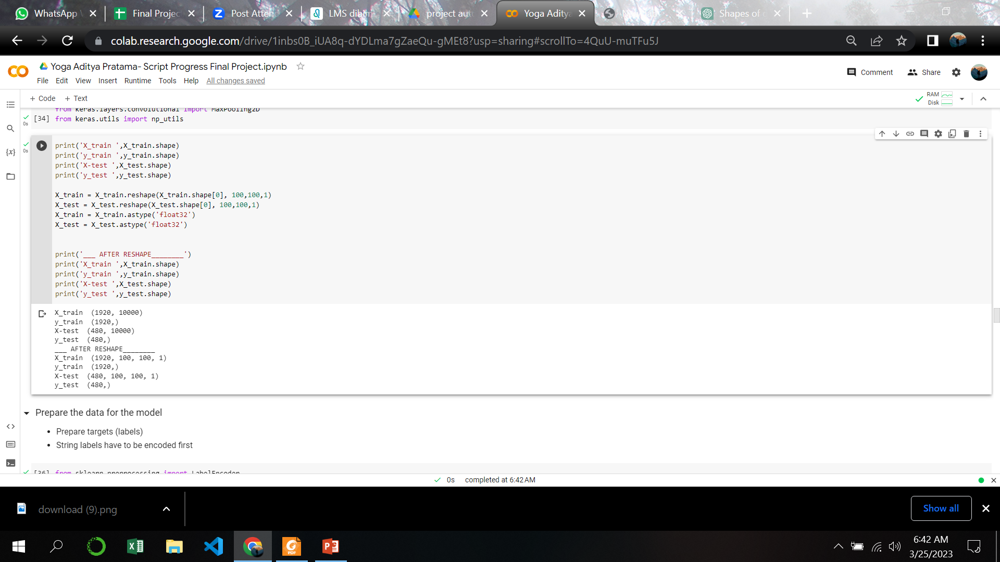 WhatsApp
Final Projec
Post Atten
LMS dibim
project aut
Yoga Aditya
Shapes of
colab.research.google.com/drive/1inbs0B_iUA8q-dYDLma7gZaeQu-gMEt8?usp=sharing#scrollTo=4QuU-muTFu5J
Yoga Aditya Pratama- Script Progress Final Project.ipynb
File Edit View Insert Runtime Tools Help All changes saved
Comment Share
+ Code + Text
RAM
Disk
from keras.layers.convolutional import MaxPooling2D
[34] from keras.utils import np_utils
0s
0s
{x}
print('X_train ',X_train.shape)
print('y_train ',y_train.shape)
print('X-test ',X_test.shape)
print('y_test ',y_test.shape)
X_train = X_train.reshape(X_train.shape[0], 100,100,1)
X_test = X_test.reshape(X_test.shape[0], 100,100,1)
X_train = X_train.astype('float32')
X_test = X_test.astype('float32')
print('___ AFTER RESHAPE________')
print('X_train ',X_train.shape)
print('y_train ',y_train.shape)
print('X-test ',X_test.shape)
print('y_test ',y_test.shape)
X_train  (1920, 10000)
y_train  (1920,)
X-test  (480, 10000)
y_test  (480,)
___ AFTER RESHAPE________
X_train  (1920, 100, 100, 1)
y_train  (1920,)
X-test  (480, 100, 100, 1)
y_test  (480,)
Prepare the data for the model
• Prepare targets (labels)
• String labels have to be encoded first
[36] from sklearn.preprocessing import LabelEncoder
0s completed at 6:42 AM
download (9).png
Show all
6:42 AM
3/25/2023